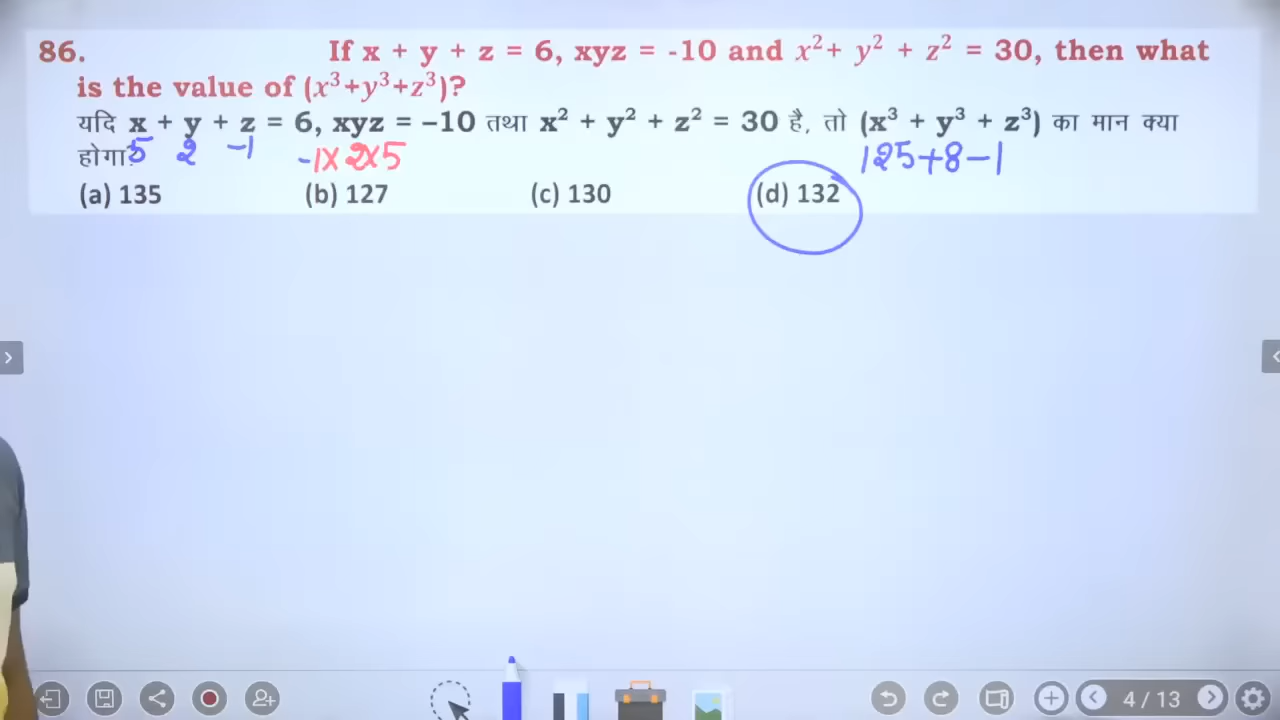 86. If x + y + z = 6, xyz = -10 and x² + y² + z² = 30, then what
is the value of (x³+y³+z³)?
यदि x + y + z = 6, xyz = −10 तथा x² + y² + z² = 30 है, तो (x³ + y³ + z³) का मान क्या
होगा 5 2 -1 -1x 2x5 125+8-1
(a) 135 (b) 127 (c) 130 (d) 132
4 / 13